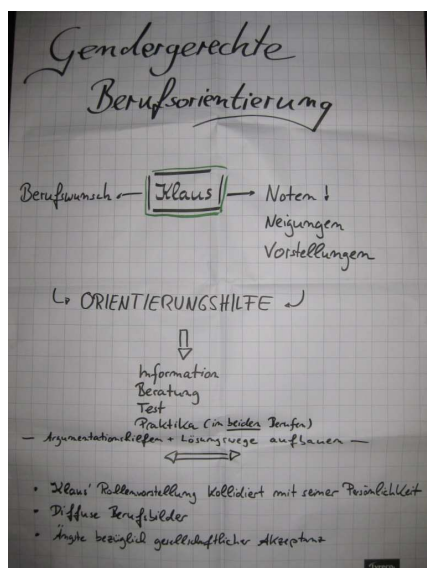 Gendergerechte
Berufsorientierung
Berufswunsch ← Klaus → Noten !
Neigungen
Vorstellungen
↳ ORIENTIERUNGSHILFE ↲
⇓
Information
Beratung
Test
Praktika (in beiden Berufen)
— Argumentationshilfen + Lösungswege aufbauen —
⟺
• Klaus' Rollenvorstellung kollidiert mit seiner Persönlichkeit
• Diffuse Berufsbilder
• Ängste bezüglich gesellschaftlicher Akzeptanz